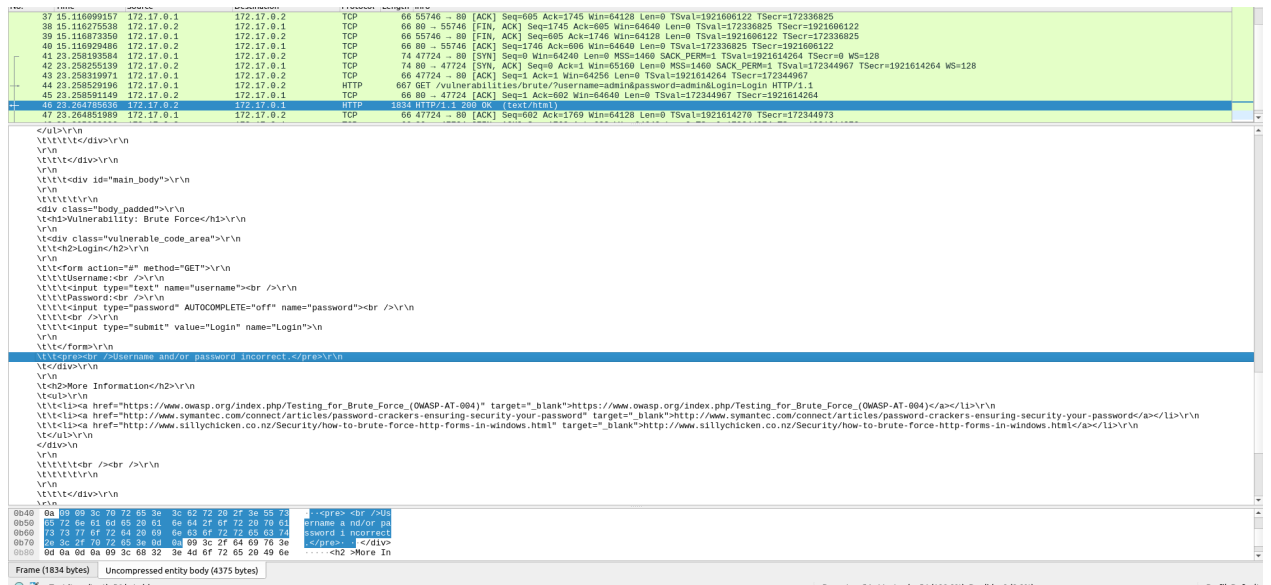 37 15.116099157 172.17.0.1 172.17.0.2 TCP 66 55746 → 80 [ACK] Seq=605 Ack=1745 Win=64128 Len=0 TSval=1921606122 TSecr=172336825
38 15.116275538 172.17.0.1 172.17.0.2 TCP 66 55746 → 80 [FIN, ACK] Seq=605 Ack=1745 Win=64128 Len=0 TSval=1921606122 TSecr=172336825
39 15.116873350 172.17.0.2 172.17.0.1 TCP 66 80 → 55746 [FIN, ACK] Seq=1745 Ack=605 Win=64640 Len=0 TSval=172336825 TSecr=1921606122
40 15.116929486 172.17.0.2 172.17.0.1 TCP 66 80 → 55746 [ACK] Seq=1746 Ack=606 Win=64640 Len=0 TSval=172336825 TSecr=1921606122
41 23.258193584 172.17.0.1 172.17.0.2 TCP 74 47724 → 80 [SYN] Seq=0 Win=64240 Len=0 MSS=1460 SACK_PERM=1 TSval=1921614264 TSecr=0 WS=128
42 23.258255139 172.17.0.2 172.17.0.1 TCP 74 80 → 47724 [SYN, ACK] Seq=0 Ack=1 Win=65160 Len=0 MSS=1460 SACK_PERM=1 TSval=172344967 TSecr=1921614264 WS=128
43 23.258319971 172.17.0.1 172.17.0.2 TCP 66 47724 → 80 [ACK] Seq=1 Ack=1 Win=64256 Len=0 TSval=1921614264 TSecr=172344967
44 23.258529196 172.17.0.1 172.17.0.2 HTTP 667 GET /vulnerabilities/brute/?username=admin&password=admin&Login=Login HTTP/1.1
45 23.258591149 172.17.0.2 172.17.0.1 TCP 66 80 → 47724 [ACK] Seq=1 Ack=602 Win=64640 Len=0 TSval=172344967 TSecr=1921614264
46 23.264785636 172.17.0.2 172.17.0.1 HTTP 1834 HTTP/1.1 200 OK (text/html)
47 23.264851989 172.17.0.1 172.17.0.2 TCP 66 47724 → 80 [ACK] Seq=602 Ack=1769 Win=64128 Len=0 TSval=1921614270 TSecr=172344973
</ul>\r\n
\t\t\t\t</div>\r\n
\r\n
\t\t\t</div>\r\n
\r\n
\t\t\t<div id="main_body">\r\n
\r\n
\t\t\t\t\r\n
<div class="body_padded">\r\n
\t<h1>Vulnerability: Brute Force</h1>\r\n
\r\n
\t<div class="vulnerable_code_area">\r\n
\t\t<h2>Login</h2>\r\n
\r\n
\t\t<form action="#" method="GET">\r\n
\t\t\tUsername:<br />\r\n
\t\t\t<input type="text" name="username"><br />\r\n
\t\t\tPassword:<br />\r\n
\t\t\t<input type="password" AUTOCOMPLETE="off" name="password"><br />\r\n
\t\t\t<br />\r\n
\t\t\t<input type="submit" value="Login" name="Login">\n
\r\n
\t\t</form>\r\n
\t\t<pre><br />Username and/or password incorrect.</pre>\r\n
\t</div>\r\n
\r\n
\t<h2>More Information</h2>\r\n
\t<ul>\r\n
\t\t<li><a href="https://www.owasp.org/index.php/Testing_for_Brute_Force_(OWASP-AT-004)" target="_blank">https://www.owasp.org/index.php/Testing_for_Brute_Force_(OWASP-AT-004)</a></li>\r\n
\t\t<li><a href="http://www.symantec.com/connect/articles/password-crackers-ensuring-security-your-password" target="_blank">http://www.symantec.com/connect/articles/password-crackers-ensuring-security-your-password</a></li>\r\n
\t\t<li><a href="http://www.sillychicken.co.nz/Security/how-to-brute-force-http-forms-in-windows.html" target="_blank">http://www.sillychicken.co.nz/Security/how-to-brute-force-http-forms-in-windows.html</a></li>\r\n
\t</ul>\r\n
</div>\n
\r\n
\t\t\t\t<br /><br />\r\n
\t\t\t\t\r\n
\r\n
\t\t\t</div>\r\n
0b40 0a 09 09 3c 70 72 65 3e 3c 62 72 20 2f 3e 55 73 ···<pre> <br />Us
0b50 65 72 6e 61 6d 65 20 61 6e 64 2f 6f 72 20 70 61 ername a nd/or pa
0b60 73 73 77 6f 72 64 20 69 6e 63 6f 72 72 65 63 74 ssword i ncorrect
0b70 2e 3c 2f 70 72 65 3e 0d 0a 09 3c 2f 64 69 76 3e .</pre>· ··</div>
0b80 0d 0a 0d 0a 09 3c 68 32 3e 4d 6f 72 65 20 49 6e ·····<h2 >More In
Frame (1834 bytes) Uncompressed entity body (4375 bytes)